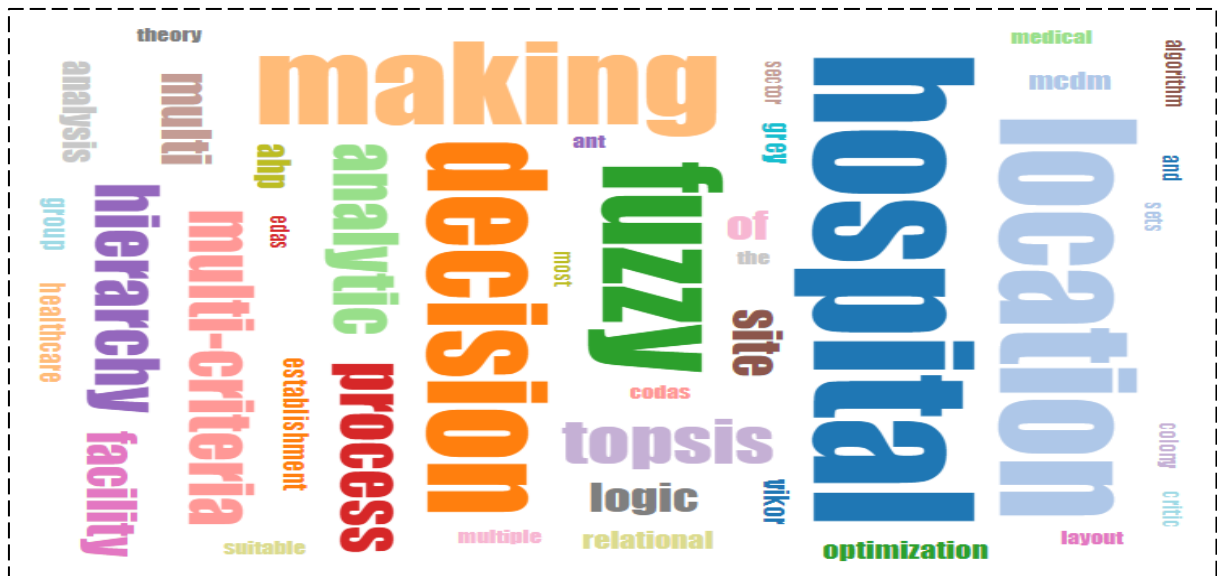 theory
making
medical
analysis
multi
sector
hospital
mcdm
algorithm
ahp
analytic
decision
ant
fuzzy
grey
location
and
group
hierarchy
multi-criteria
edas
most
of
the
sets
healthcare
establishment
process
codas
site
facility
topsis
logic
vikor
colony
critic
suitable
multiple
relational
optimization
layout